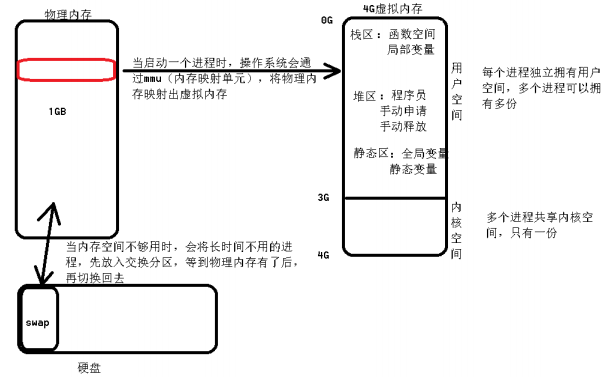 物理内存
1GB
当启动一个进程时，操作系统会通
过mmu（内存映射单元），将物理内
存映射出虚拟内存
4G虚拟内存
0G
栈区：函数空间
局部变量
堆区：程序员
手动申请
手动释放
静态区：全局变量
静态变量
3G
4G
用
户
空
间
内
核
空
间
每个进程独立拥有用户
空间，多个进程可以拥
有多份
多个进程共享内核空
间，只有一份
当内存空间不够用时，会将长时间不用的进
程，先放入交换分区，等到物理内存有了后，
再切换回去
swap
硬盘